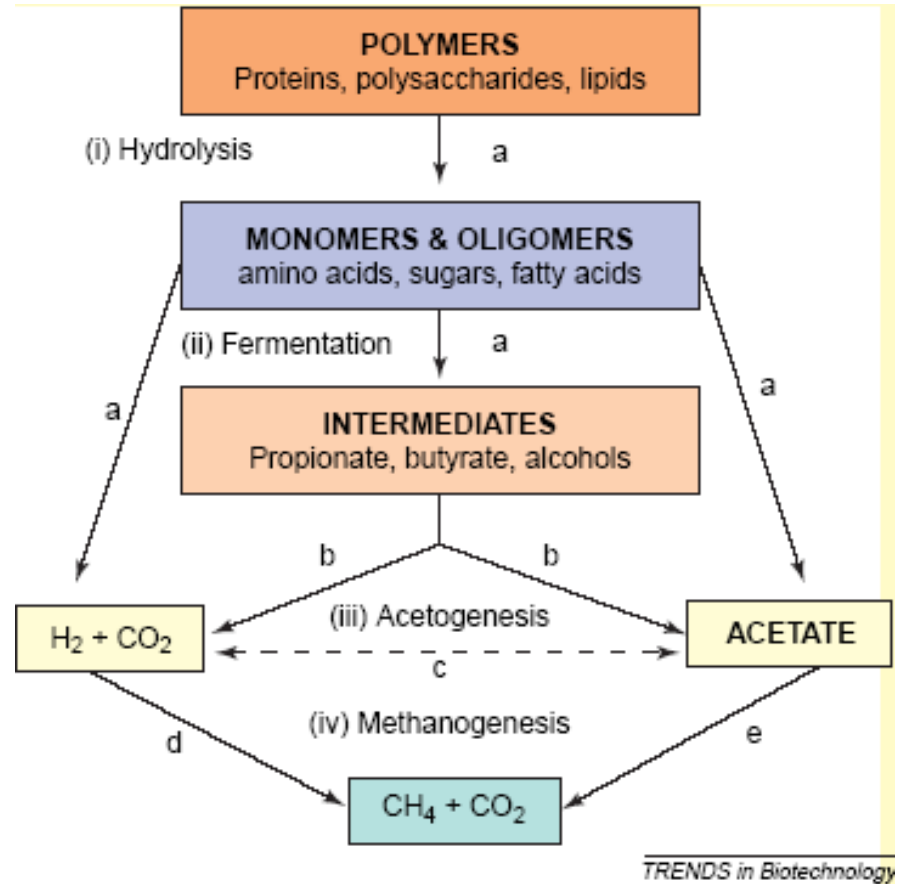 POLYMERS
Proteins, polysaccharides, lipids
(i) Hydrolysis
a
MONOMERS & OLIGOMERS
amino acids, sugars, fatty acids
(ii) Fermentation
a
a
a
INTERMEDIATES
Propionate, butyrate, alcohols
b
b
(iii) Acetogenesis
H₂ + CO₂
ACETATE
c
(iv) Methanogenesis
d
e
CH₄ + CO₂
TRENDS in Biotechnology